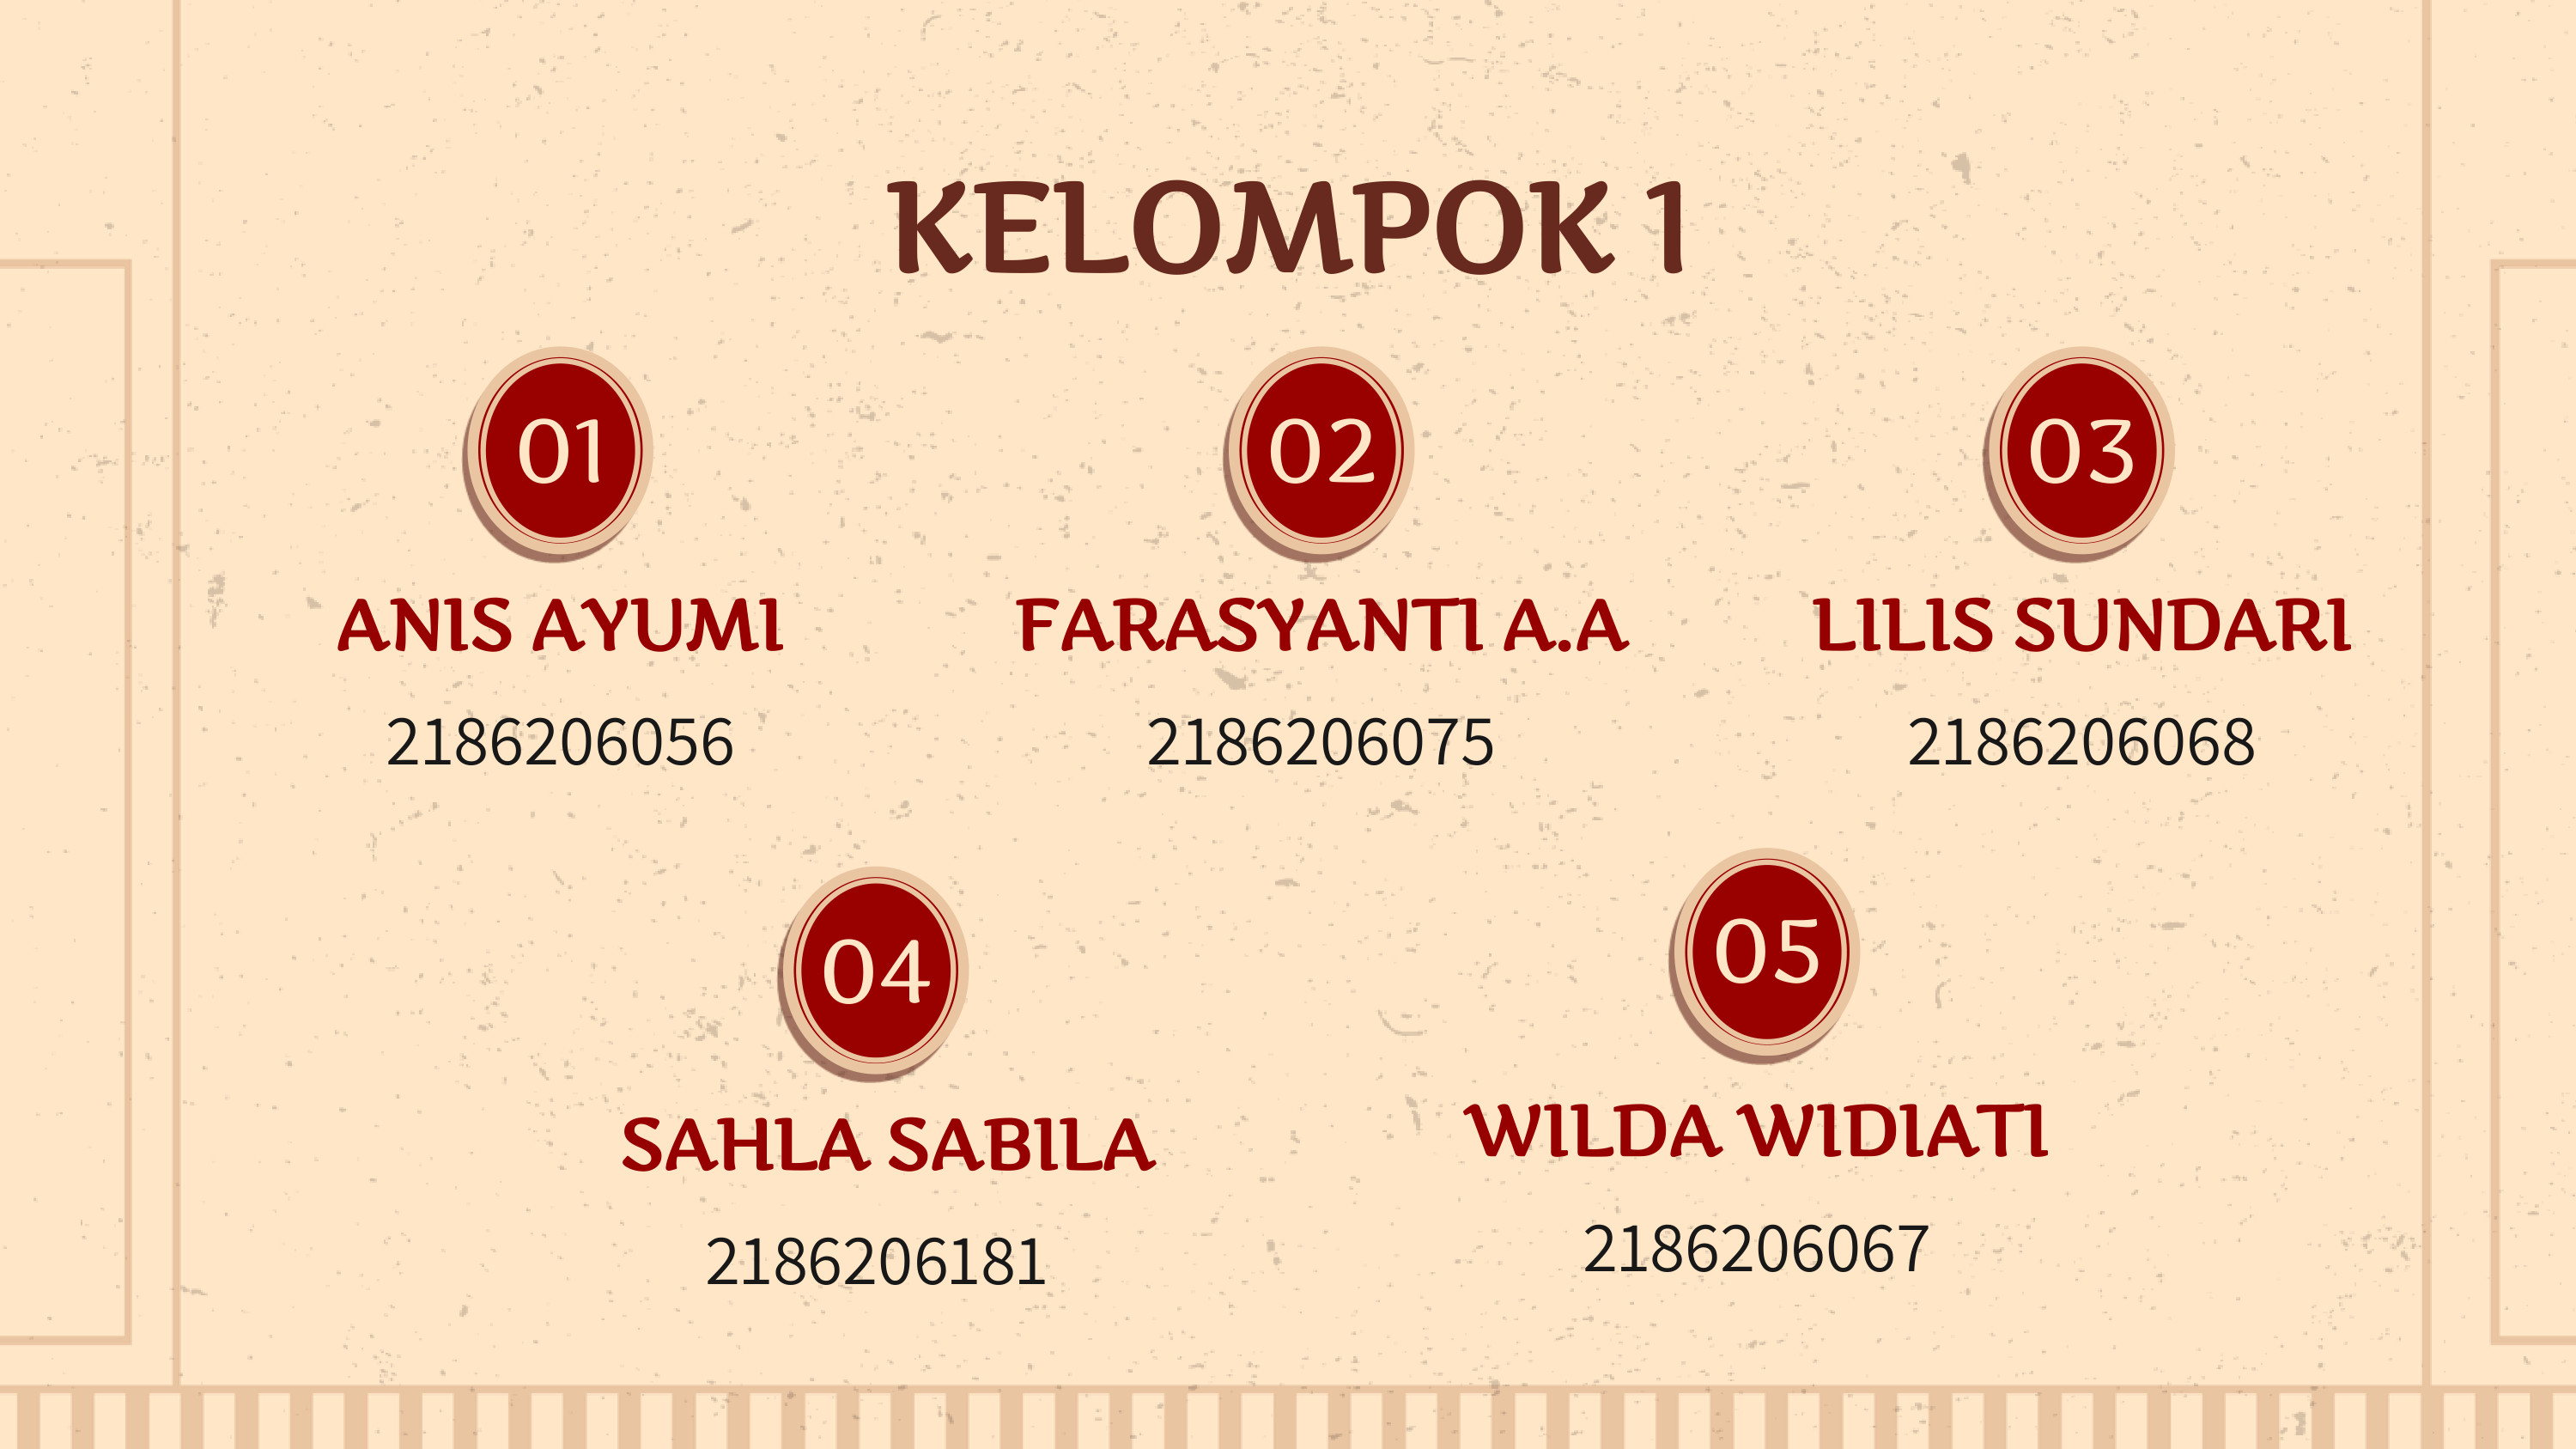 KELOMPOK 1
01
ANIS AYUMI
2186206056
02
FARASYANTI A.A
2186206075
03
LILIS SUNDARI
2186206068
04
SAHLA SABILA
2186206181
05
WILDA WIDIATI
2186206067